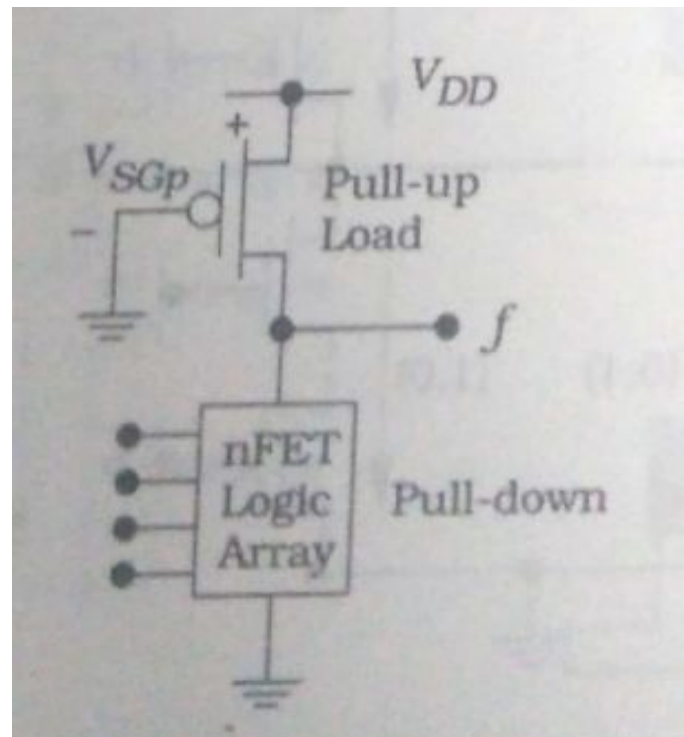 V_DD
+
V_SGp
Pull-up
Load
−
f
nFET
Logic
Array
Pull-down